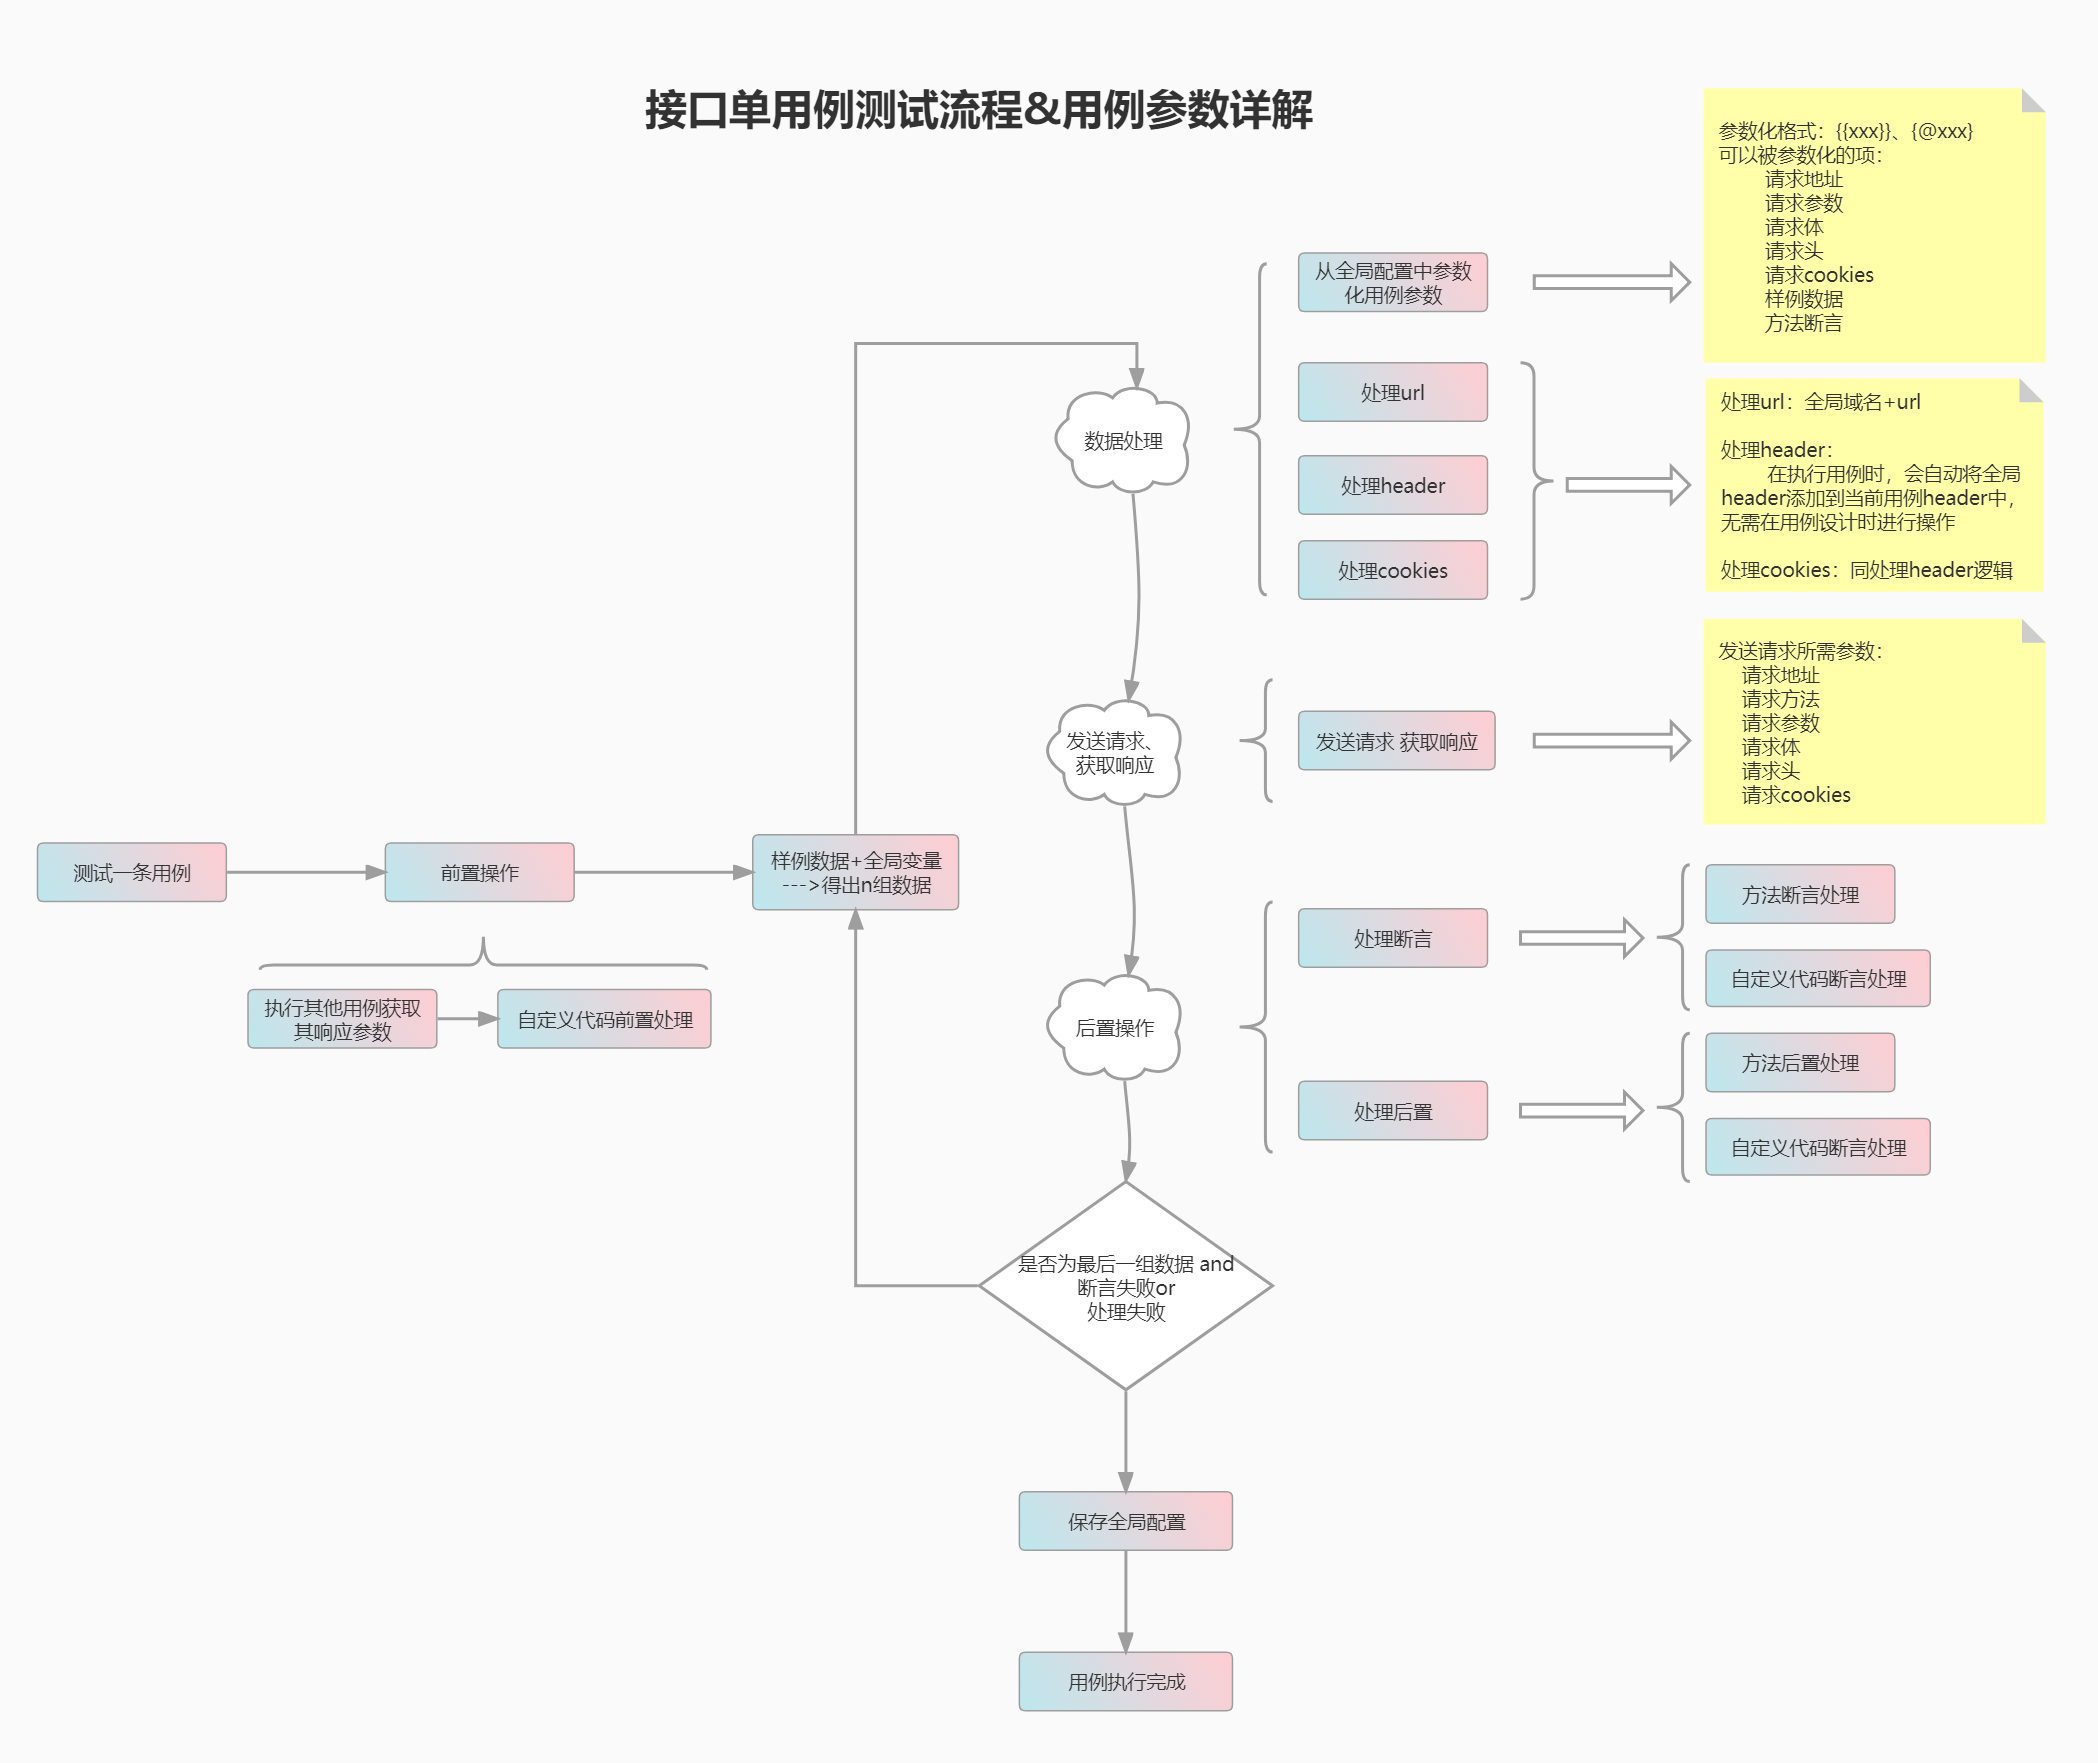 接口单用例测试流程&用例参数详解
参数化格式：{{xxx}}、{@xxx}
可以被参数化的项：
请求地址
请求参数
请求体
请求头
请求cookies
样例数据
方法断言
从全局配置中参数
化用例参数
处理url
处理header
处理cookies
数据处理
处理url：全局域名+url
处理header：
在执行用例时，会自动将全局
header添加到当前用例header中，
无需在用例设计时进行操作
处理cookies：同处理header逻辑
发送请求、
获取响应
发送请求 获取响应
发送请求所需参数：
请求地址
请求方法
请求参数
请求体
请求头
请求cookies
测试一条用例
前置操作
样例数据+全局变量
--->得出n组数据
执行其他用例获取
其响应参数
自定义代码前置处理
后置操作
处理断言
方法断言处理
自定义代码断言处理
处理后置
方法后置处理
自定义代码断言处理
是否为最后一组数据 and
断言失败or
处理失败
保存全局配置
用例执行完成